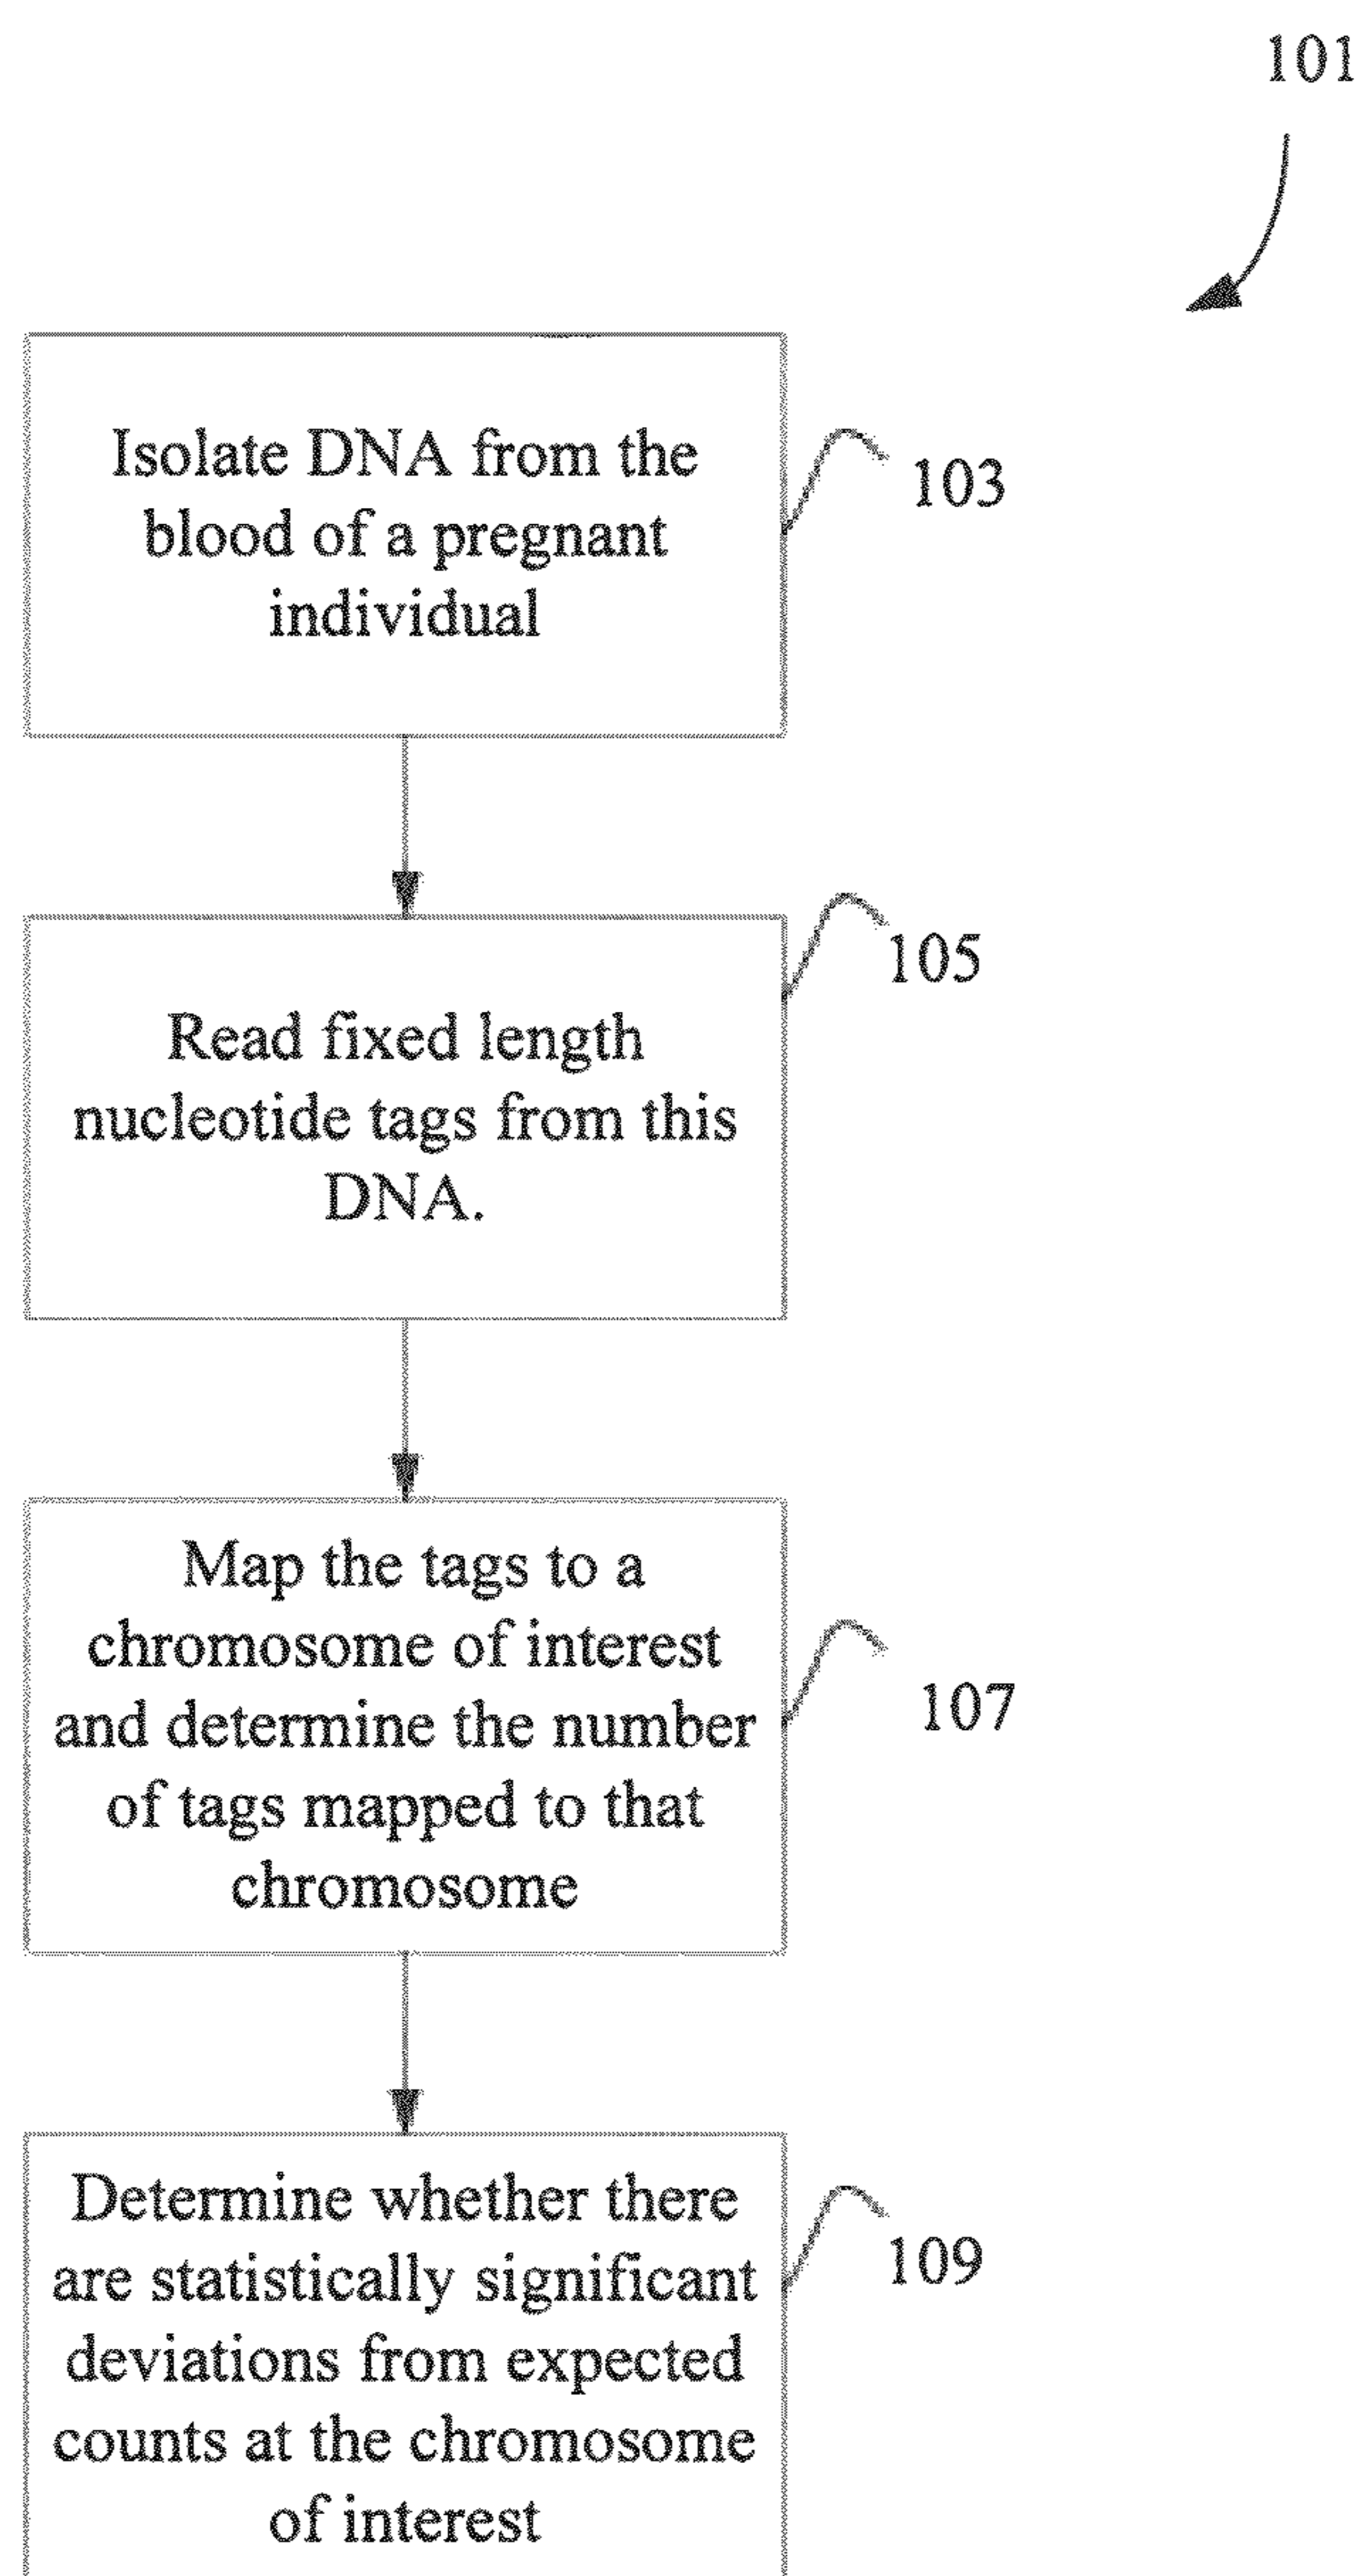 101
Isolate DNA from the
blood of a pregnant
individual
103
105
Read fixed length
nucleotide tags from this
DNA.
Map the tags to a
chromosome of interest
and determine the number
of tags mapped to that
chromosome
107
Determine whether there
are statistically significant
deviations from expected
counts at the chromosome
of interest
109